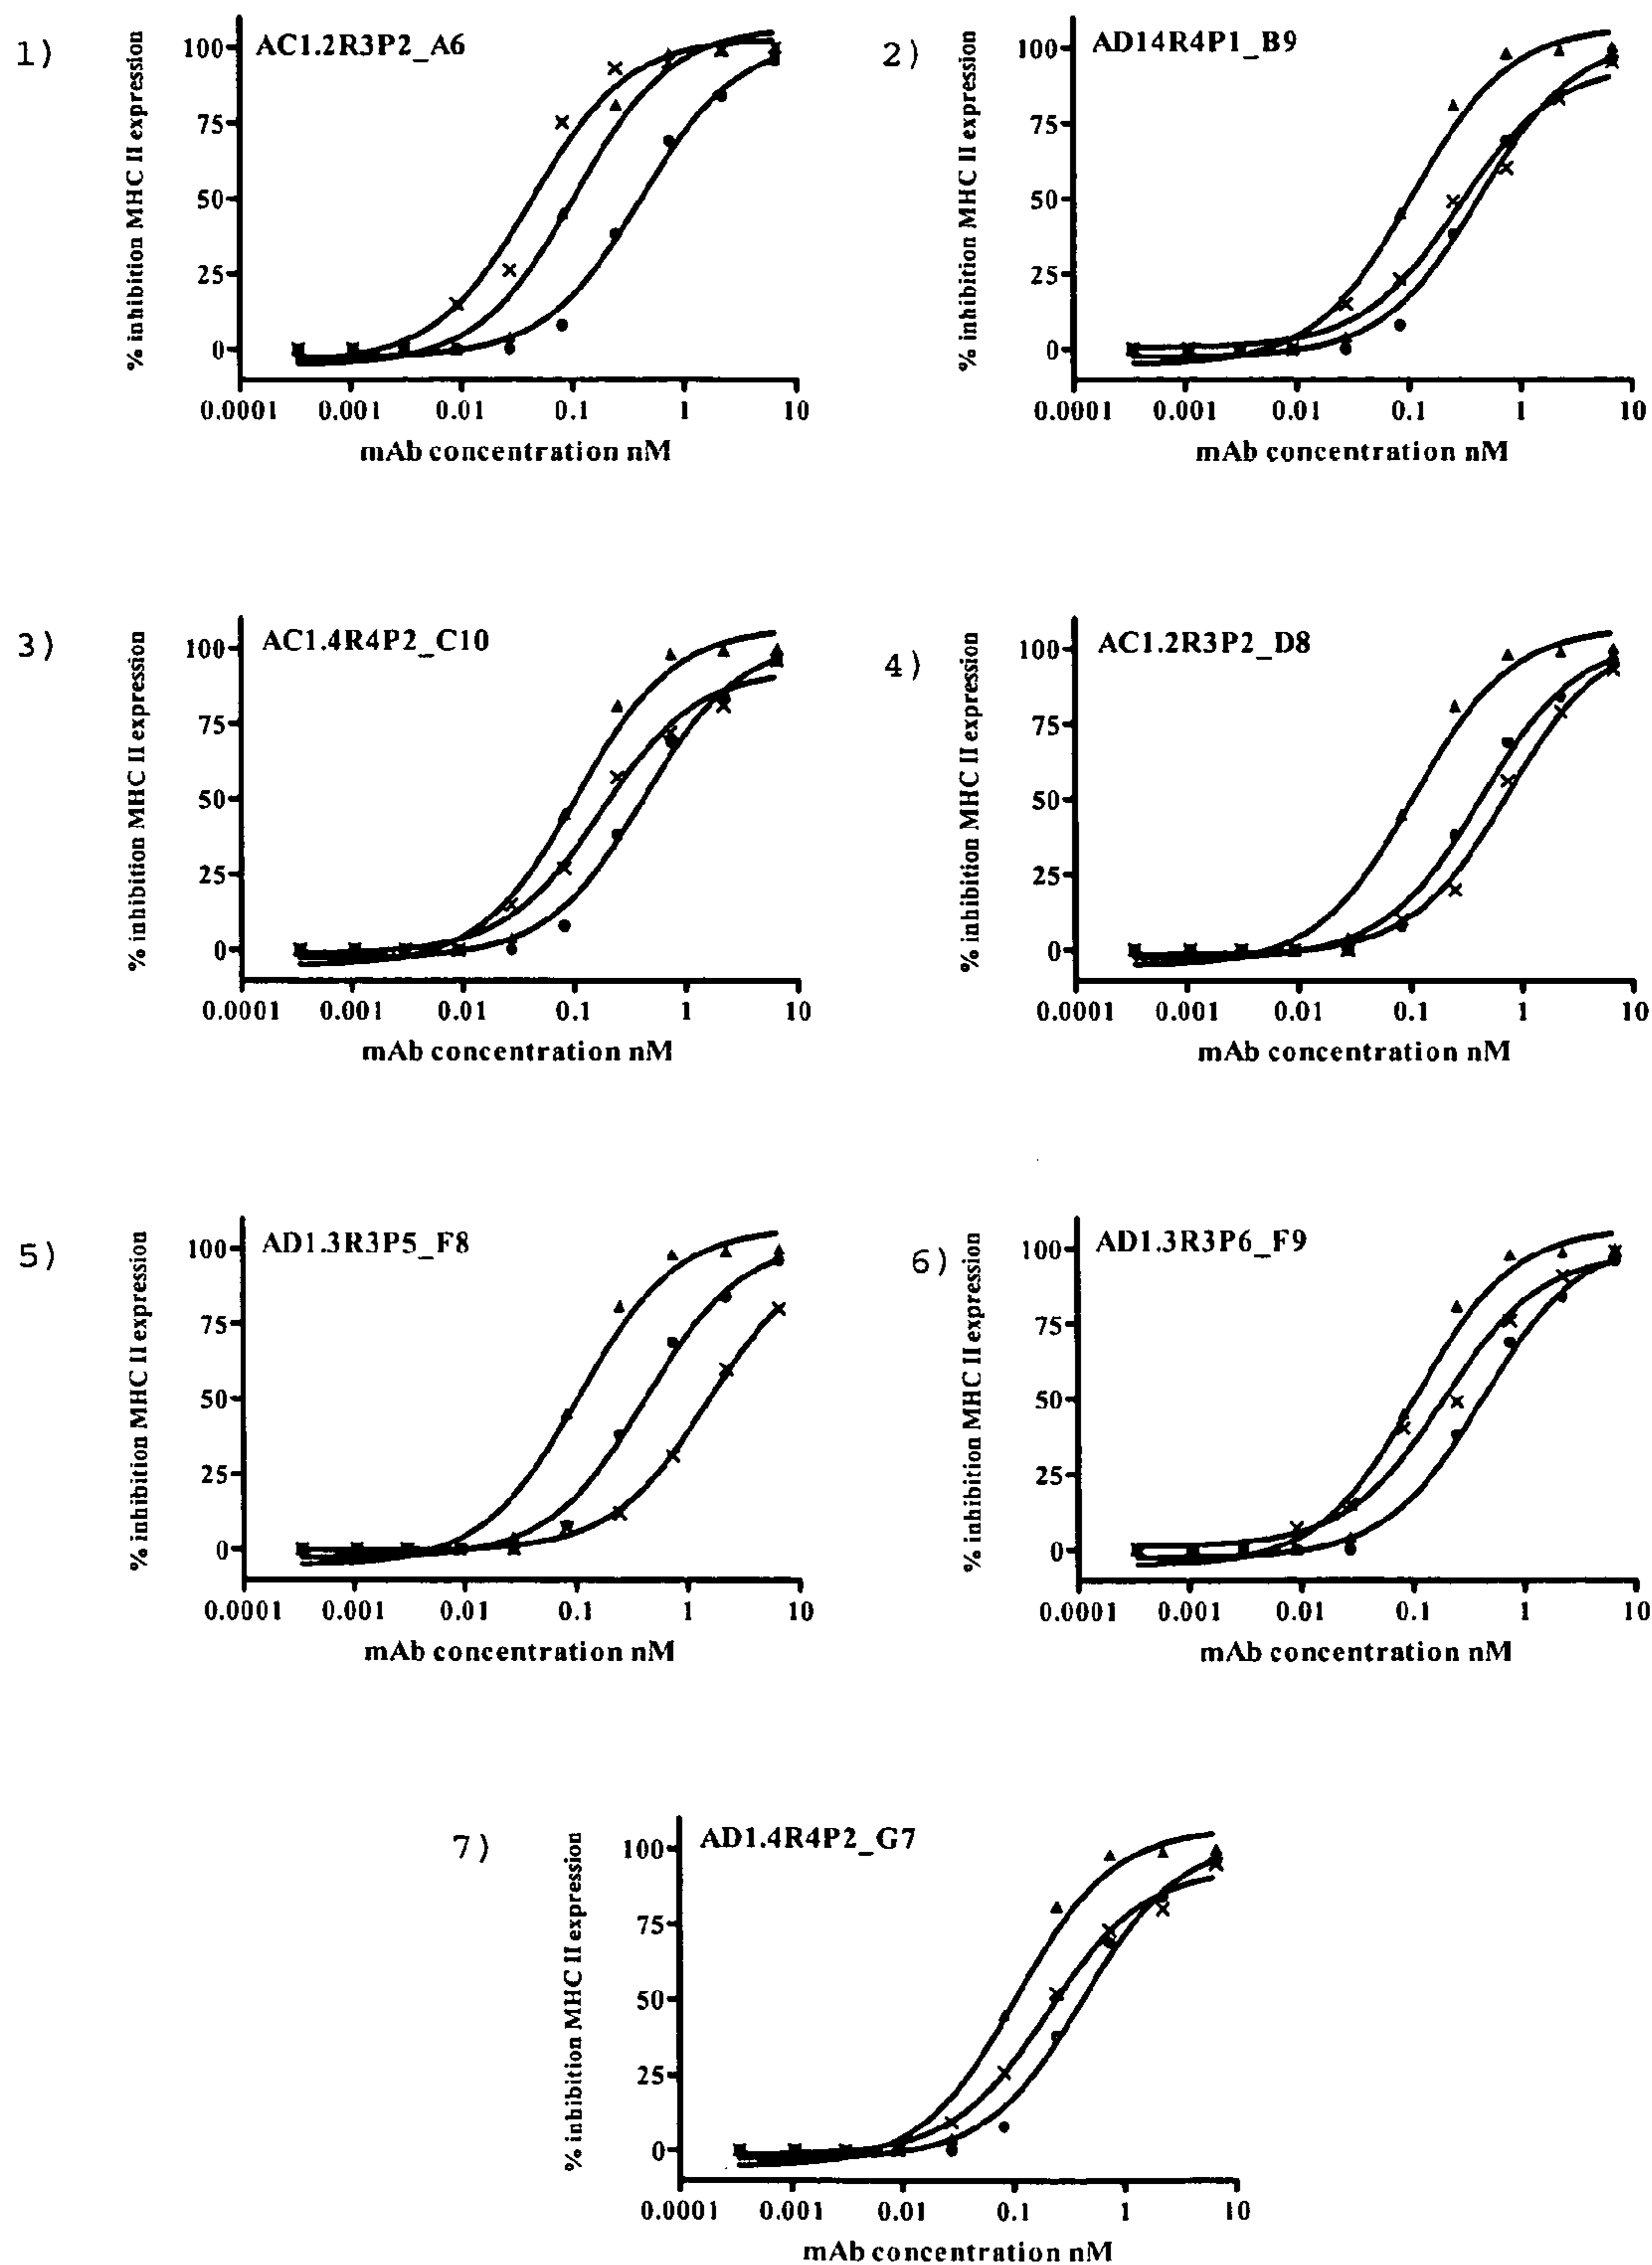 1)
AC1.2R3P2_A6
% inhibition MHC II expression
100
75
50
25
0
0.0001 0.001 0.01 0.1 1 10
mAb concentration nM
2)
AD14R4P1_B9
% inhibition MHC II expression
100
75
50
25
0
0.0001 0.001 0.01 0.1 1 10
mAb concentration nM
3)
AC1.4R4P2_C10
% inhibition MHC II expression
100
75
50
25
0
0.0001 0.001 0.01 0.1 1 10
mAb concentration nM
4)
AC1.2R3P2_D8
% inhibition MHC II expression
100
75
50
25
0
0.0001 0.001 0.01 0.1 1 10
mAb concentration nM
5)
AD1.3R3P5_F8
% inhibition MHC II expression
100
75
50
25
0
0.0001 0.001 0.01 0.1 1 10
mAb concentration nM
6)
AD1.3R3P6_F9
% inhibition MHC II expression
100
75
50
25
0
0.0001 0.001 0.01 0.1 1 10
mAb concentration nM
7)
AD1.4R4P2_G7
% inhibition MHC II expression
100
75
50
25
0
0.0001 0.001 0.01 0.1 1 10
mAb concentration nM